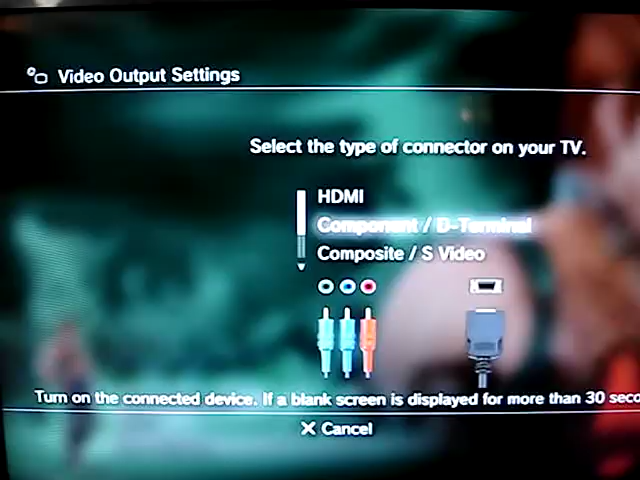 Video Output Settings
Select the type of connector on your TV.
HDMI
Component / D-Terminal
Composite / S Video
Turn on the connected device. If a blank screen is displayed for more than 30 seco
X Cancel